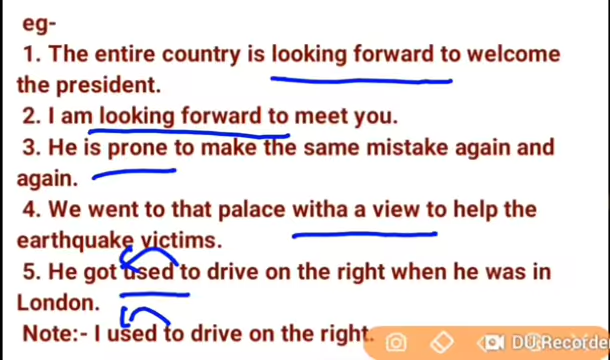 eg-
1. The entire country is looking forward to welcome
the president.
2. I am looking forward to meet you.
3. He is prone to make the same mistake again and
again.
4. We went to that palace witha a view to help the
earthquake victims.
5. He got used to drive on the right when he was in
London.
Note:- I used to drive on the right.
DU Recorder